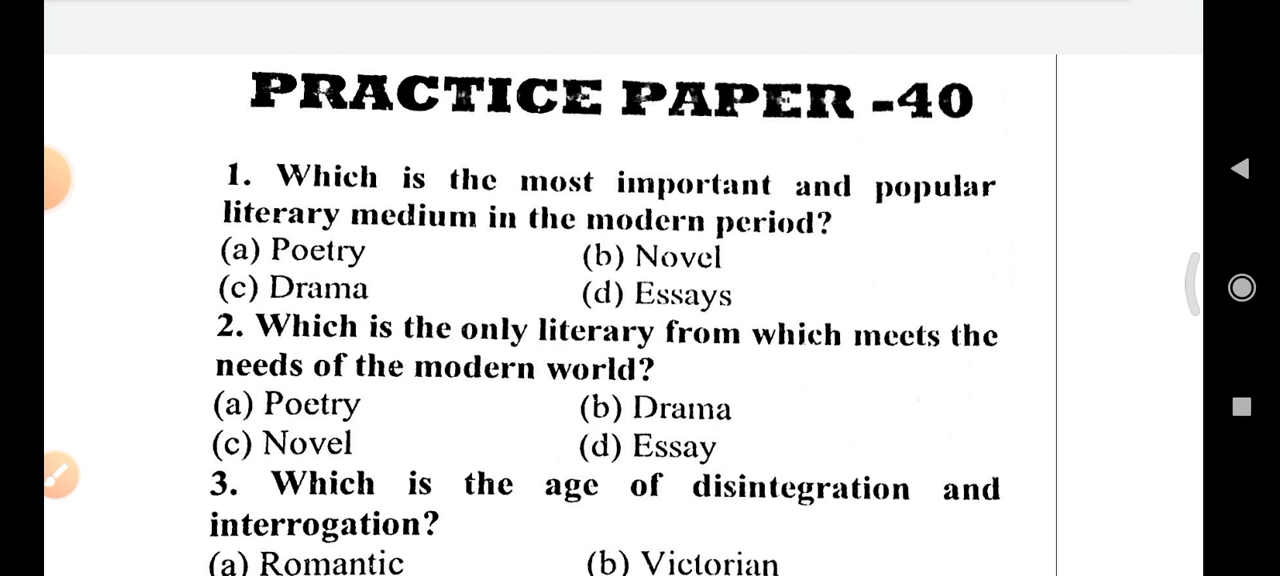 PRACTICE PAPER -40
1. Which is the most important and popular
literary medium in the modern period?
(a) Poetry (b) Novel
(c) Drama (d) Essays
2. Which is the only literary from which meets the
needs of the modern world?
(a) Poetry (b) Drama
(c) Novel (d) Essay
3. Which is the age of disintegration and
interrogation?
(a) Romantic (b) Victorian